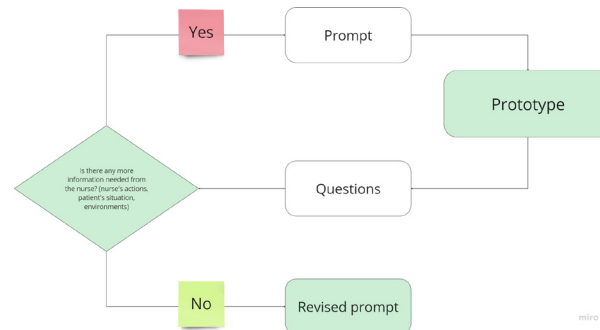 Yes
Prompt
Prototype
Is there any more
information needed from
the nurse? (nurse's actions,
patient's situation,
environments)
Questions
No
Revised prompt
miro